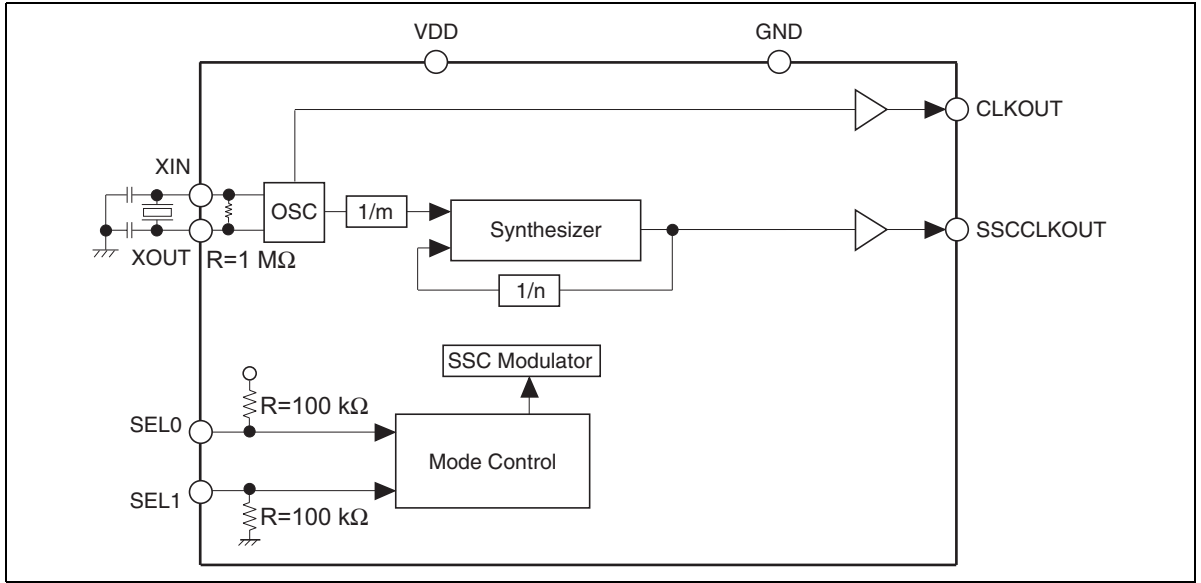 VDD
GND
CLKOUT
XIN
OSC
1/m
Synthesizer
SSCCLKOUT
XOUT
R=1 MΩ
1/n
SSC Modulator
R=100 kΩ
SEL0
Mode Control
SEL1
R=100 kΩ